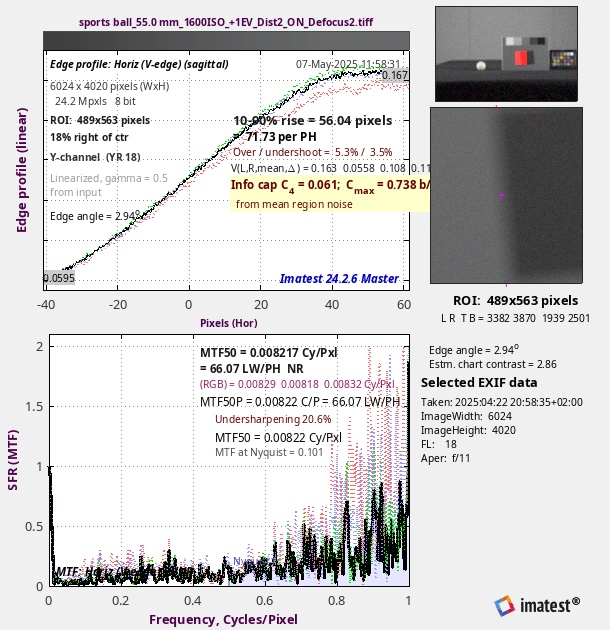 sports ball_55.0 mm_1600ISO_+1EV_Dist2_ON_Defocus2.tiff
Edge profile: Horiz (V-edge) (sagittal)
07-May-2025 11:58:31
0.167
6024 x 4020 pixels (WxH)
24.2 Mpxls 8 bit
ROI: 489x563 pixels
18% right of ctr
Y-channel (YR 18)
Linearized, gamma = 0.5
from input
Edge angle = 2.94º
10-90% rise = 56.04 pixels
= 71.73 per PH
Over / undershoot = 5.3% / 3.5%
V(L,R,mean,Δ) = 0.163 0.0558 0.108 0.11
Info cap C4 = 0.061; Cmax = 0.738 b/
from mean region noise
0.0595
Imatest 24.2.6 Master
Edge profile (linear)
-40 -20 0 20 40 60
Pixels (Hor)
ROI: 489x563 pixels
L R T B = 3382 3870 1939 2501
Edge angle = 2.94º
Estm. chart contrast = 2.86
Selected EXIF data
Taken: 2025:04:22 20:58:35+02:00
ImageWidth: 6024
ImageHeight: 4020
FL: 18
Aper: f/11
MTF50 = 0.008217 Cy/Pxl
= 66.07 LW/PH NR
(RGB) = 0.00829 0.00818 0.00832 Cy/Pxl
MTF50P = 0.00822 C/P = 66.07 LW/PH
Undersharpening 20.6%
MTF50 = 0.00822 Cy/Pxl
MTF at Nyquist = 0.101
SFR (MTF)
2
1.5
1
0.5
0
MTF: Horiz
0 0.2 0.4 0.6 0.8 1
Frequency, Cycles/Pixel
imatest®